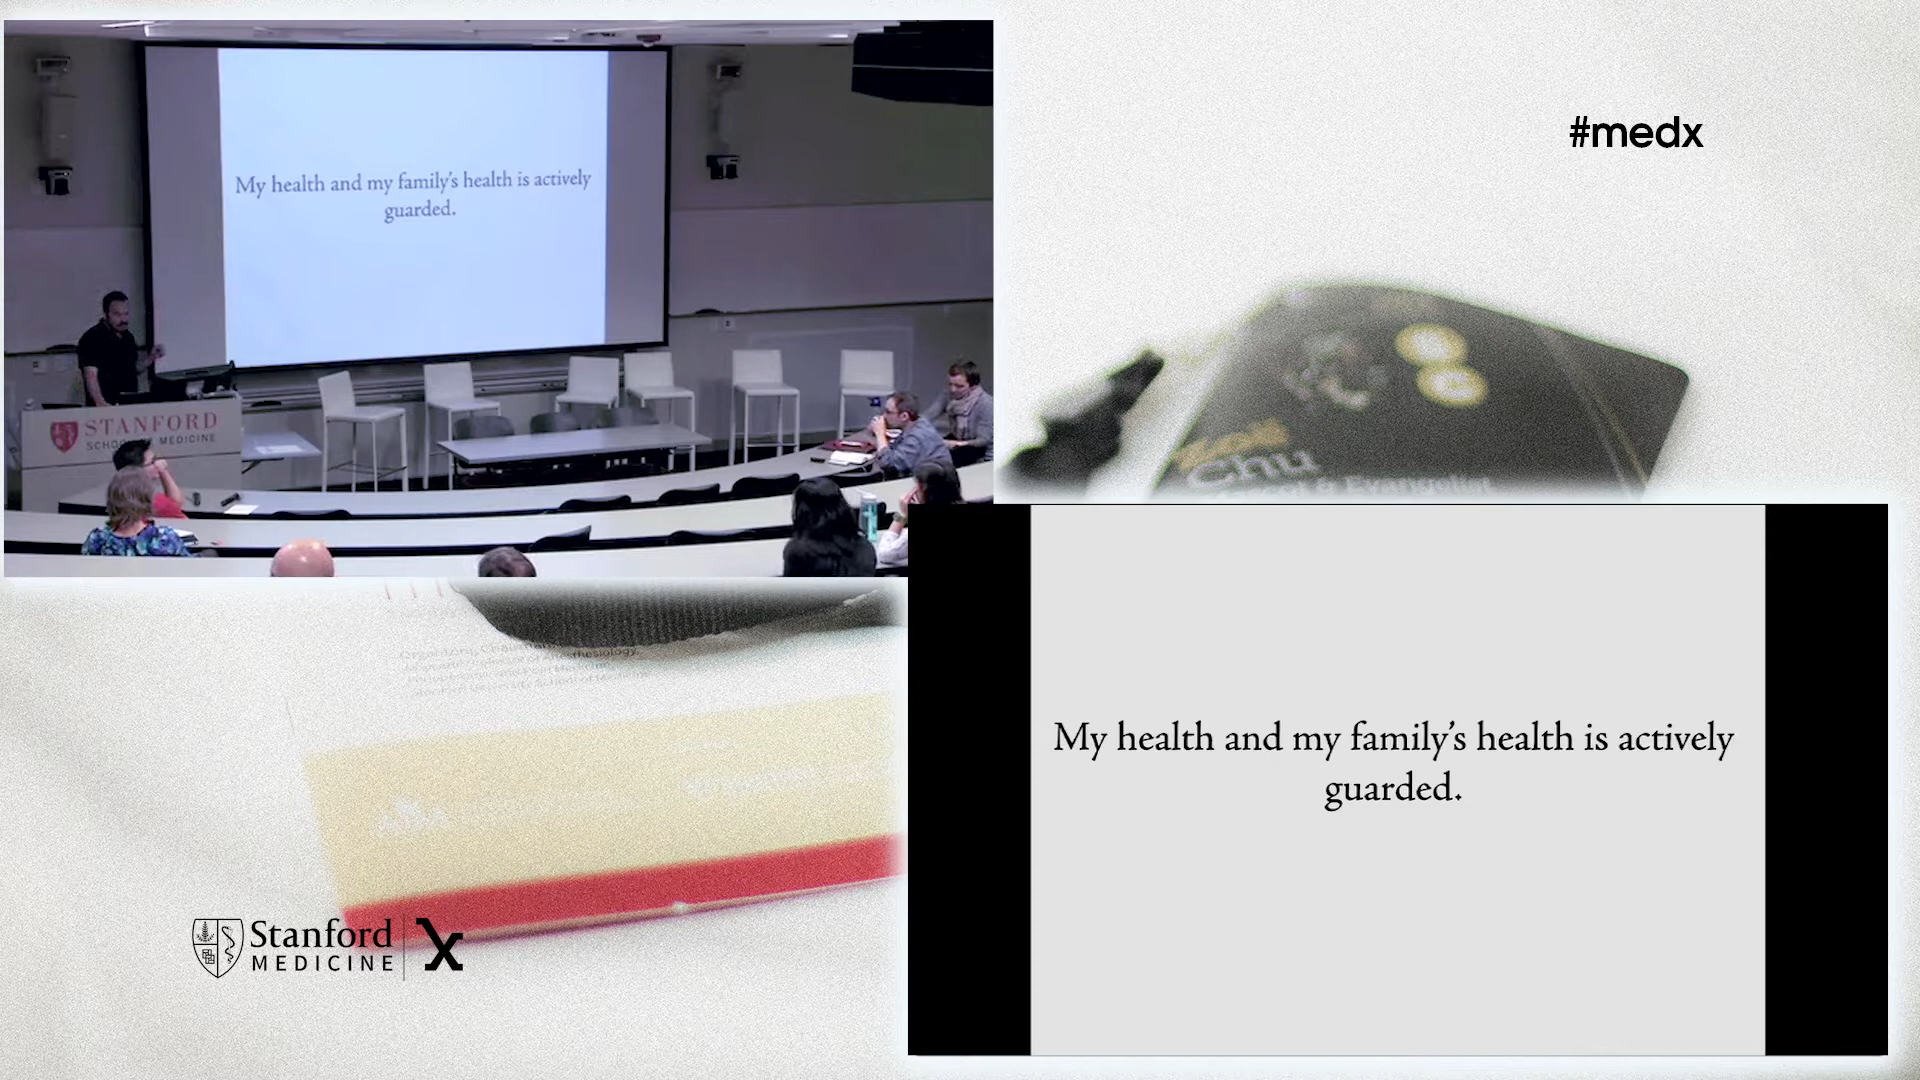 My health and my family's health is actively
guarded.
#medx
STANFORD
SCHOOL OF MEDICINE
Chu
& Evangelist
My health and my family's health is actively
guarded.
Stanford
MEDICINE
X